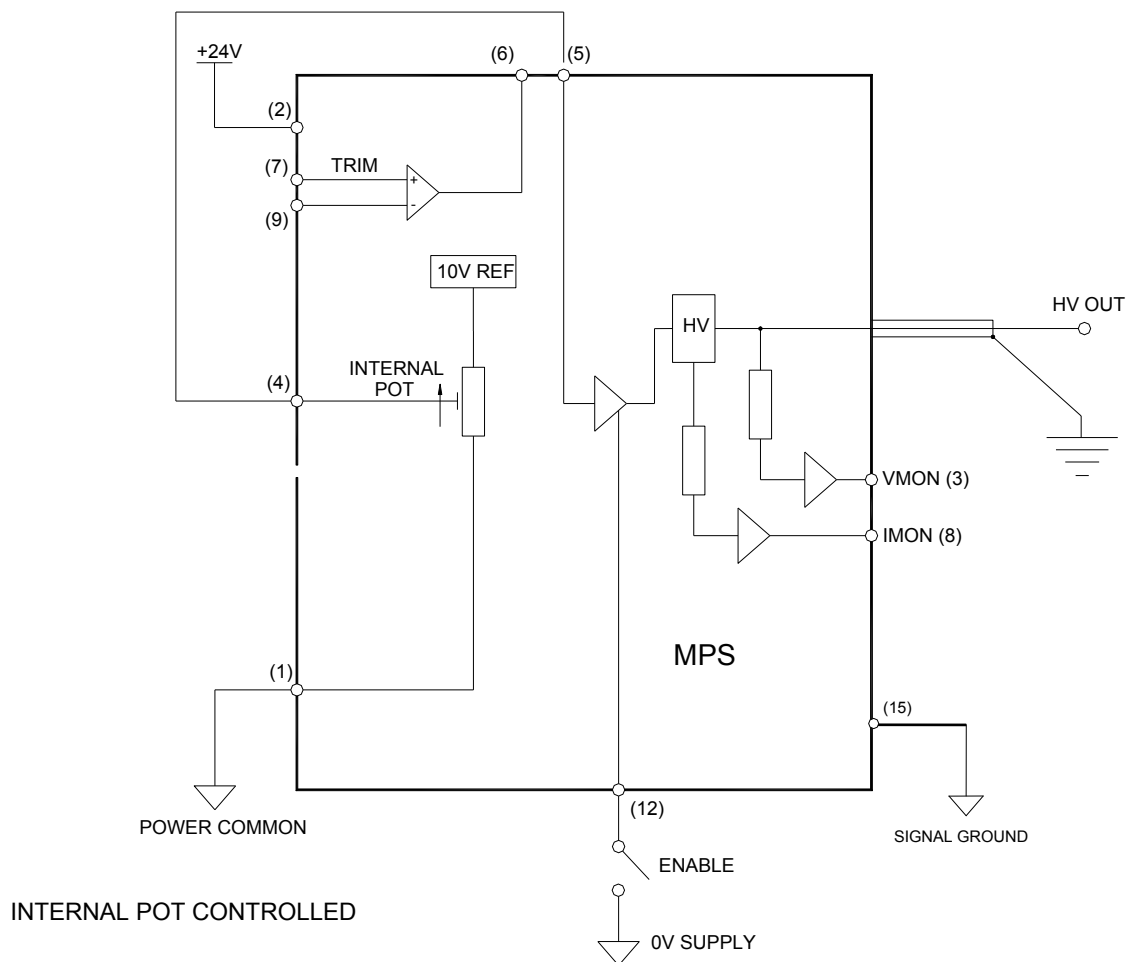 (6)
(5)
+24V
(2)
(7)
TRIM
+
(9)
-
10V REF
HV OUT
HV
INTERNAL
POT
(4)
VMON (3)
IMON (8)
MPS
(1)
(15)
(12)
POWER COMMON
SIGNAL GROUND
ENABLE
INTERNAL POT CONTROLLED
0V SUPPLY